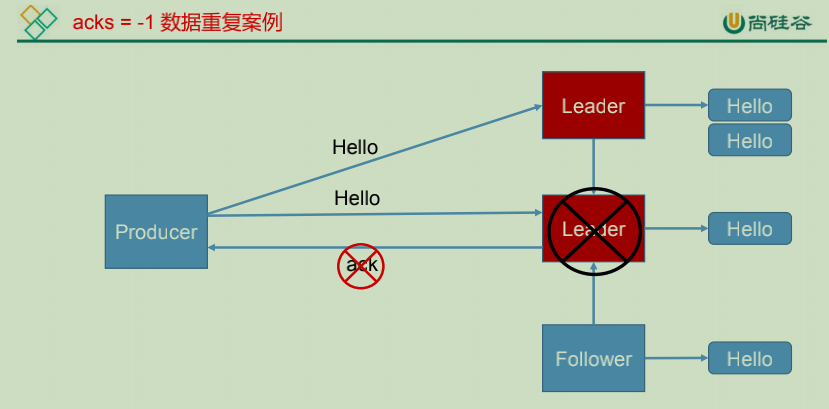 acks = -1 数据重复案例
尚硅谷
Leader
Hello
Hello
Hello
Hello
Producer
Leader
Hello
ack
Follower
Hello